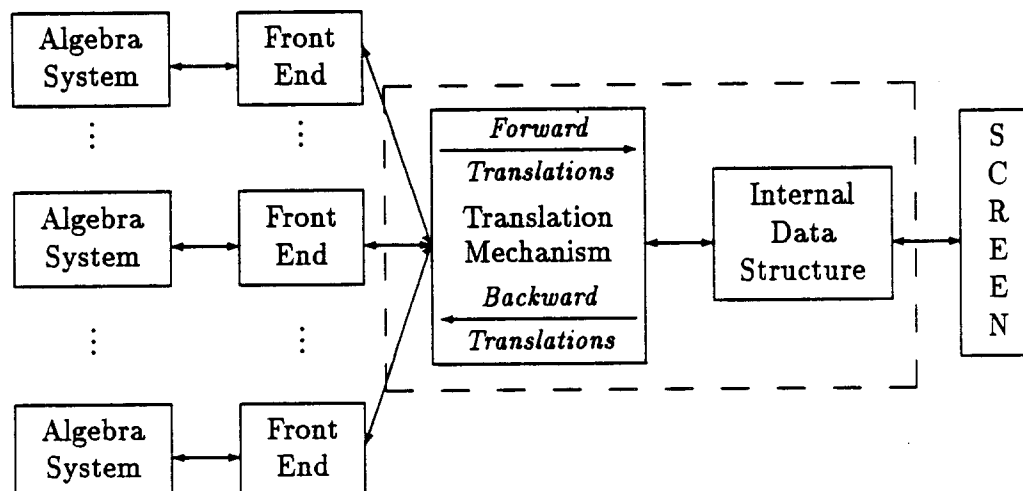 Algebra
System
Front
End
Algebra
System
Front
End
Algebra
System
Front
End
Forward
Translations
Translation
Mechanism
Backward
Translations
Internal
Data
Structure
S
C
R
E
E
N